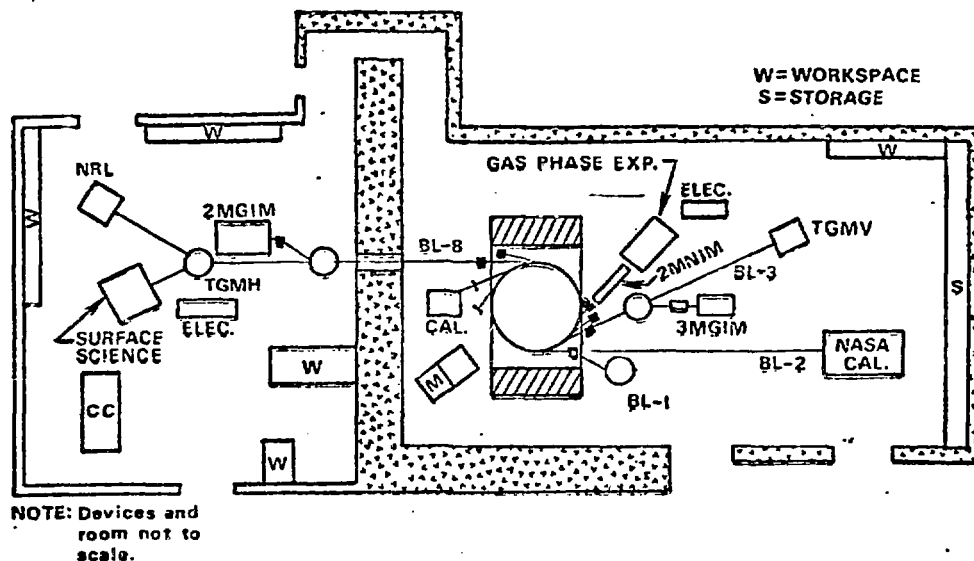 W=WORKSPACE
S=STORAGE
W
W
GAS PHASE EXP.
ELEC.
NRL
2MGIM
W
TGMV
BL-8
2MNIM
BL-3
TGMH
CAL.
3MGIM
S
ELEC.
SURFACE
SCIENCE
NASA
CAL.
W
M
BL-2
BL-1
CC
W
W
NOTE: Devices and
room not to
scale.